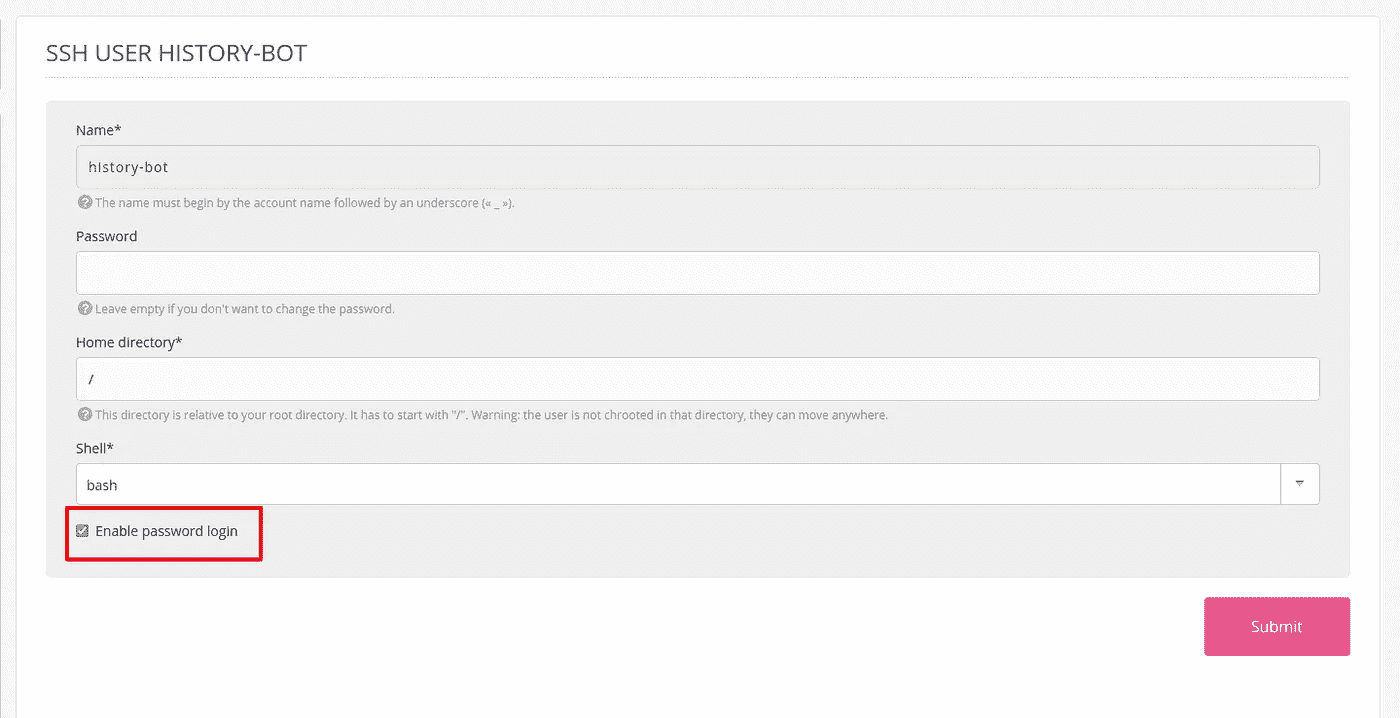 SSH USER HISTORY-BOT
Name*
history-bot
The name must begin by the account name followed by an underscore (« _ »).
Password
Leave empty if you don't want to change the password.
Home directory*
/
This directory is relative to your root directory. It has to start with "/". Warning: the user is not chrooted in that directory, they can move anywhere.
Shell*
bash
Enable password login
Submit